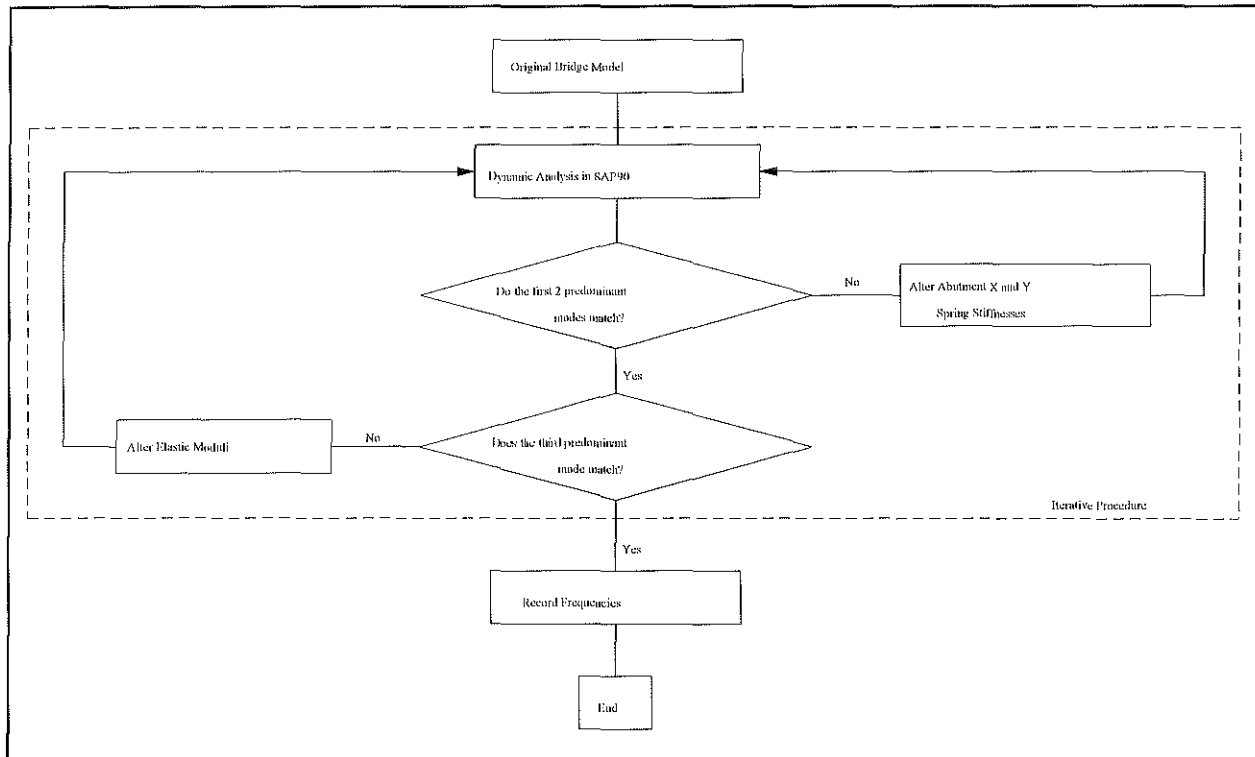 Original Bridge Model
Dynamic Analysis in SAP90
Do the first 2 predominant
modes match?
No
Alter Abutment X and Y
Spring Stiffnesses
Yes
Alter Elastic Moduli
No
Does the third predominant
mode match?
Iterative Procedure
Yes
Record Frequencies
End